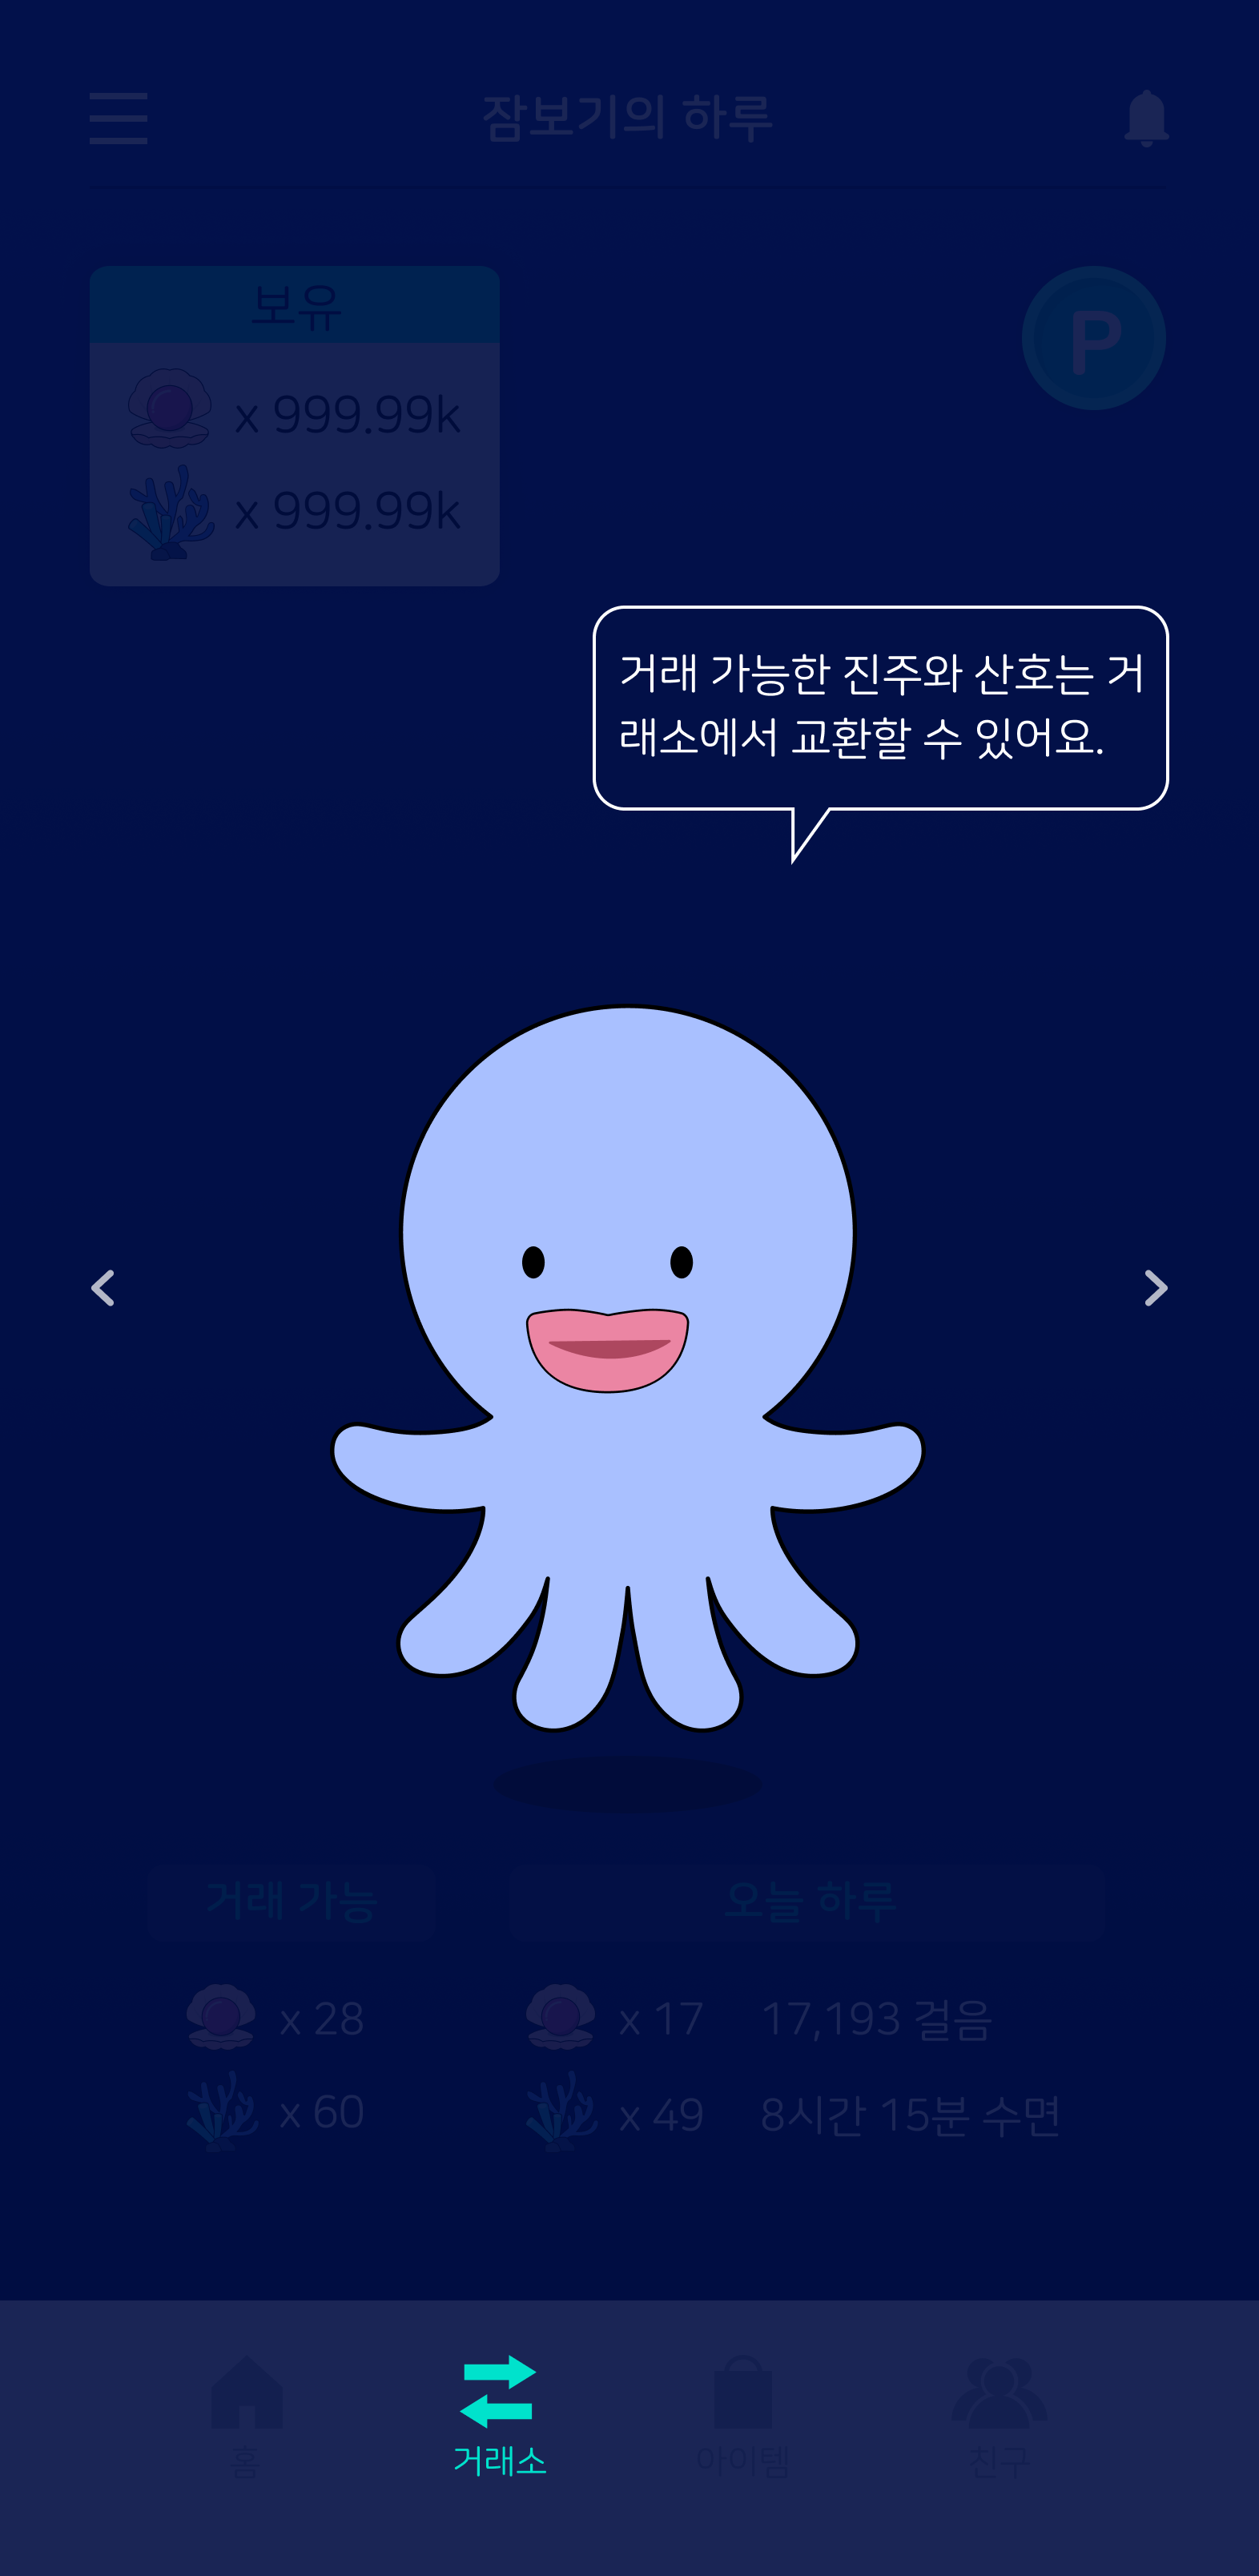 잠보기의 하루
보유
P
x 999.99k
x 999.99k
거래 가능한 진주와 산호는 거
래소에서 교환할 수 있어요.
거래 가능
오늘 하루
x 28
x 17
17,193 걸음
x 60
x 49
8시간 15분 수면
홈
거래소
아이템
친구